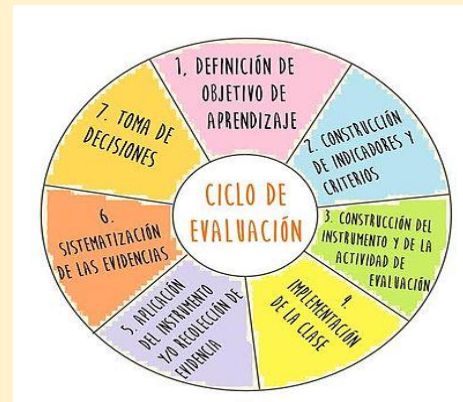 1, DEFINICIÓN DE
OBJETIVO DE
APRENDIZAJE
2. CONSTRUCCIÓN
DE INDICADORES Y
CRITERIOS
3. CONSTRUCCIÓN DEL
INSTRUMENTO Y DE LA
ACTIVIDAD DE
EVALUACIÓN
4.
IMPLEMENTACIÓN
DE LA CLASE
5. APLICACIÓN
DEL INSTRUMENTO
Y/O RECOLECCIÓN DE
EVIDENCIA
6.
SISTEMATIZACIÓN
DE LAS EVIDENCIAS
7. TOMA DE
DECISIONES
CICLO DE
EVALUACIÓN